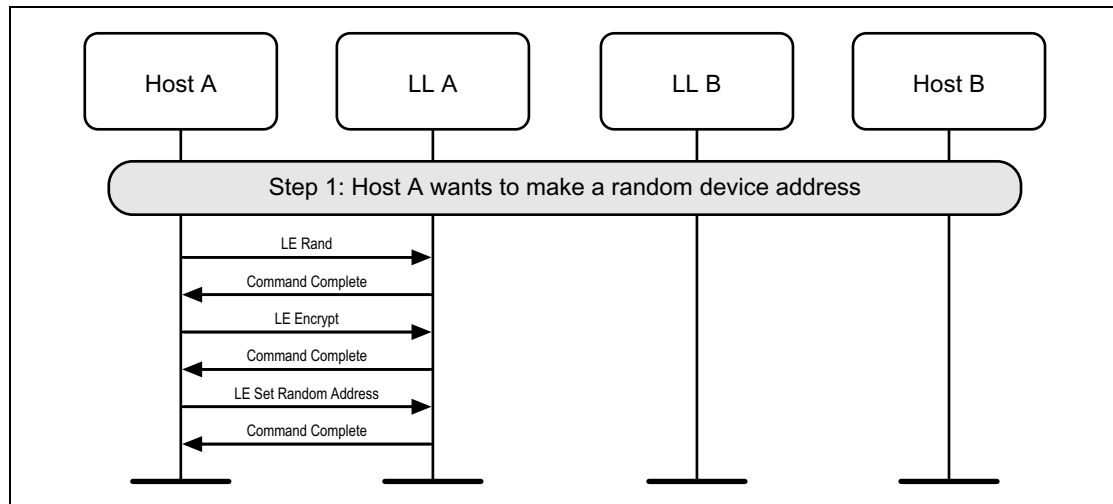 Host A
LL A
LL B
Host B
Step 1: Host A wants to make a random device address
LE Rand
Command Complete
LE Encrypt
Command Complete
LE Set Random Address
Command Complete